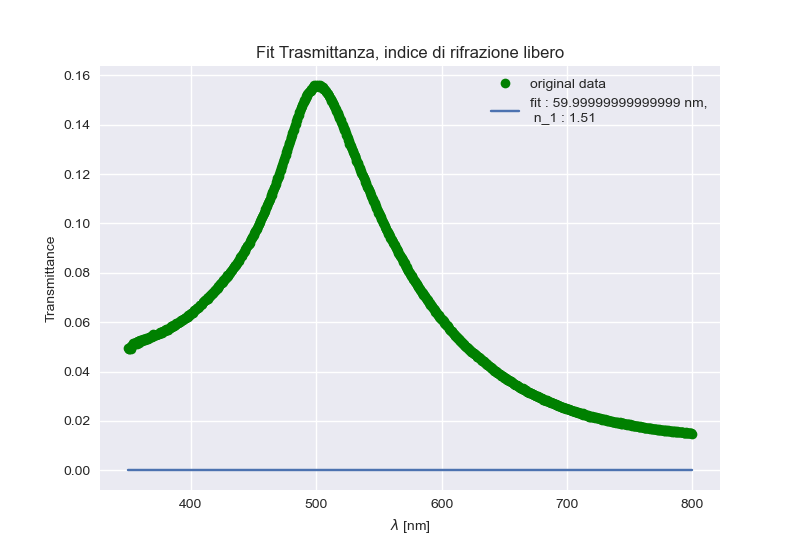 Fit Trasmittanza, indice di rifrazione libero
original data
fit : 59.99999999999999 nm,
n_1 : 1.51
0.16
0.14
0.12
0.10
0.08
0.06
0.04
0.02
0.00
Transmittance
400
500
600
700
800
λ [nm]